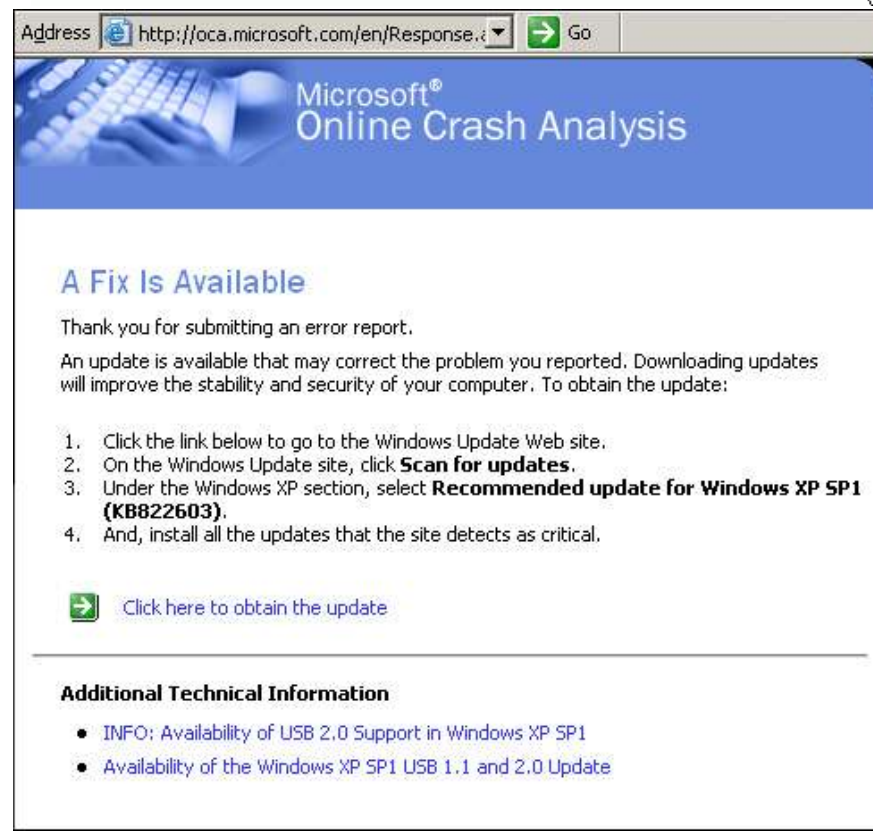 Address http://oca.microsoft.com/en/Response. Go
Microsoft®
Online Crash Analysis
A Fix Is Available
Thank you for submitting an error report.
An update is available that may correct the problem you reported. Downloading updates
will improve the stability and security of your computer. To obtain the update:
1. Click the link below to go to the Windows Update Web site.
2. On the Windows Update site, click Scan for updates.
3. Under the Windows XP section, select Recommended update for Windows XP SP1
(KB822603).
4. And, install all the updates that the site detects as critical.
Click here to obtain the update
Additional Technical Information
• INFO: Availability of USB 2.0 Support in Windows XP SP1
• Availability of the Windows XP SP1 USB 1.1 and 2.0 Update